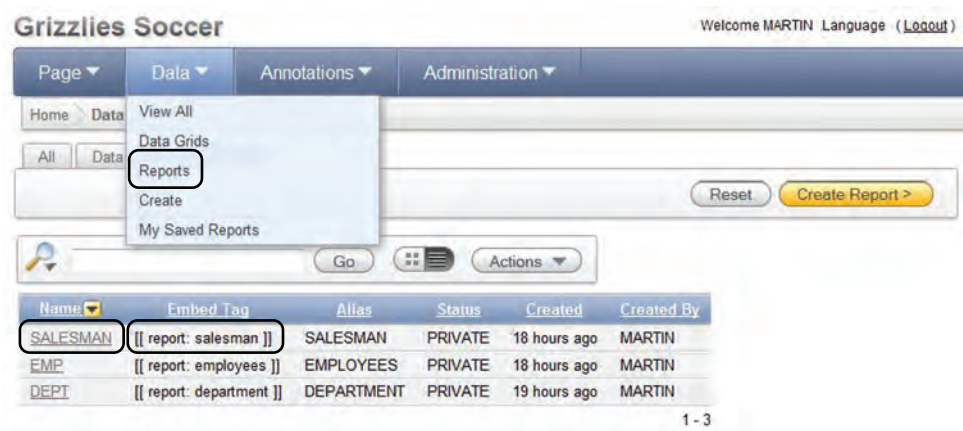 Grizzlies Soccer
Welcome MARTIN Language (Logout)
Page Data Annotations Administration
Home Data
View All
Data Grids
All Data
Reports
Create
My Saved Reports
Reset Create Report >
Go Actions
Name Embed Tag Alias Status Created Created By
SALESMAN [[ report: salesman ]] SALESMAN PRIVATE 18 hours ago MARTIN
EMP [[ report: employees ]] EMPLOYEES PRIVATE 18 hours ago MARTIN
DEPT [[ report: department ]] DEPARTMENT PRIVATE 19 hours ago MARTIN
1 - 3